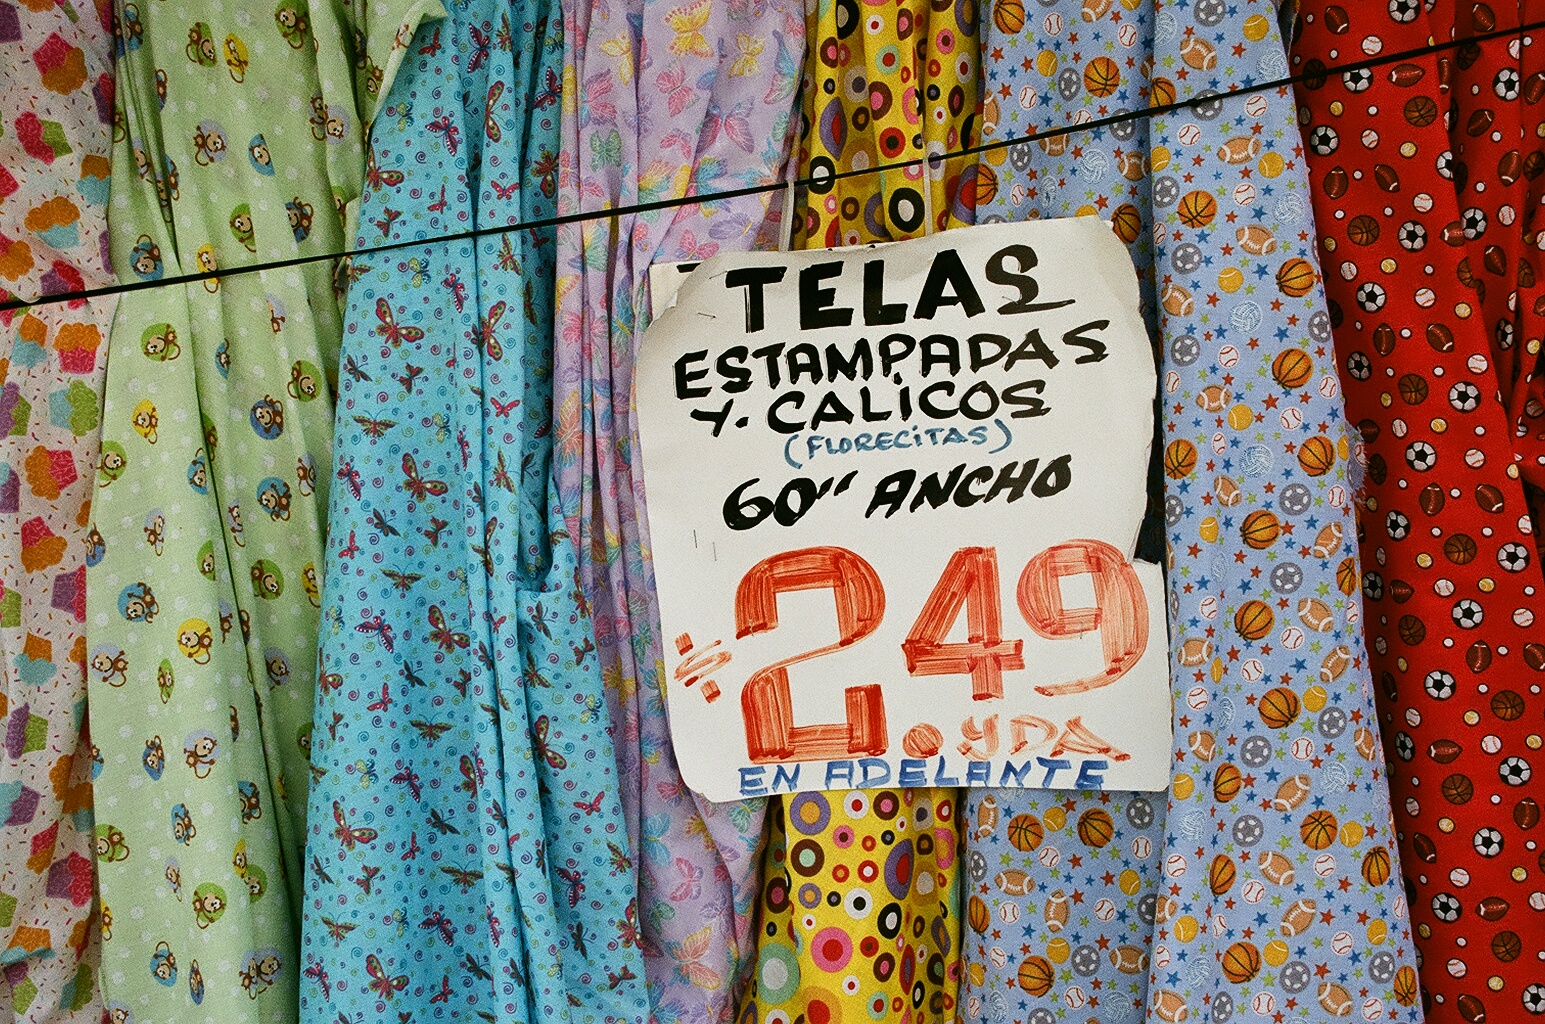 TELAS
ESTAMPADAS
Y. CALICOS
(FLORECITAS)
60" ANCHO
$2.49
.YDA
EN ADELANTE